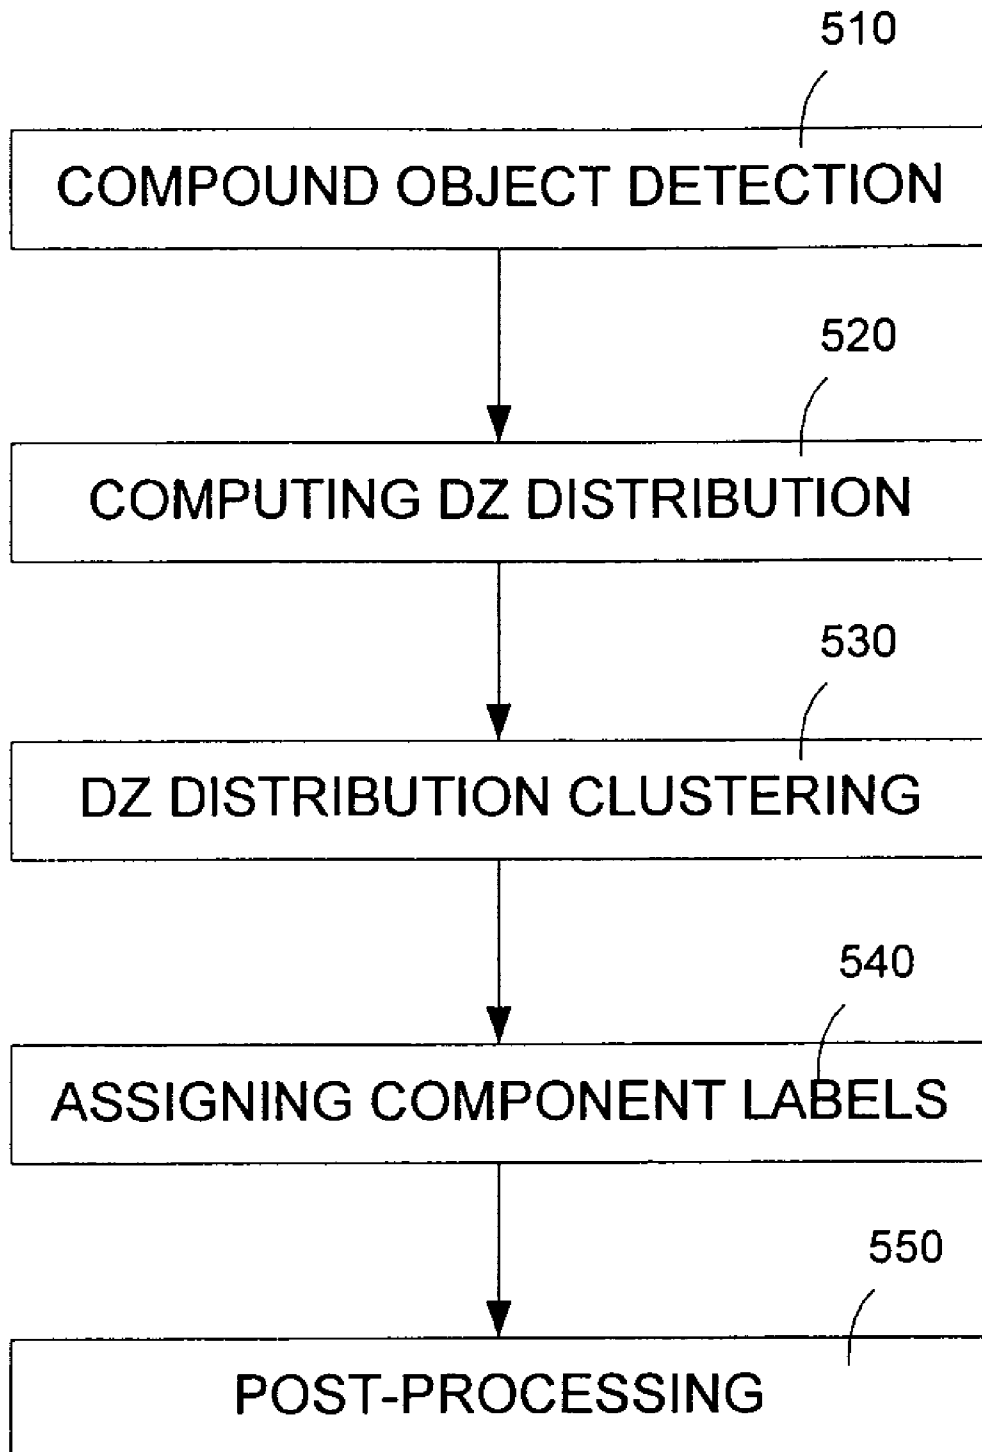 510
COMPOUND OBJECT DETECTION
520
COMPUTING DZ DISTRIBUTION
530
DZ DISTRIBUTION CLUSTERING
540
ASSIGNING COMPONENT LABELS
550
POST-PROCESSING